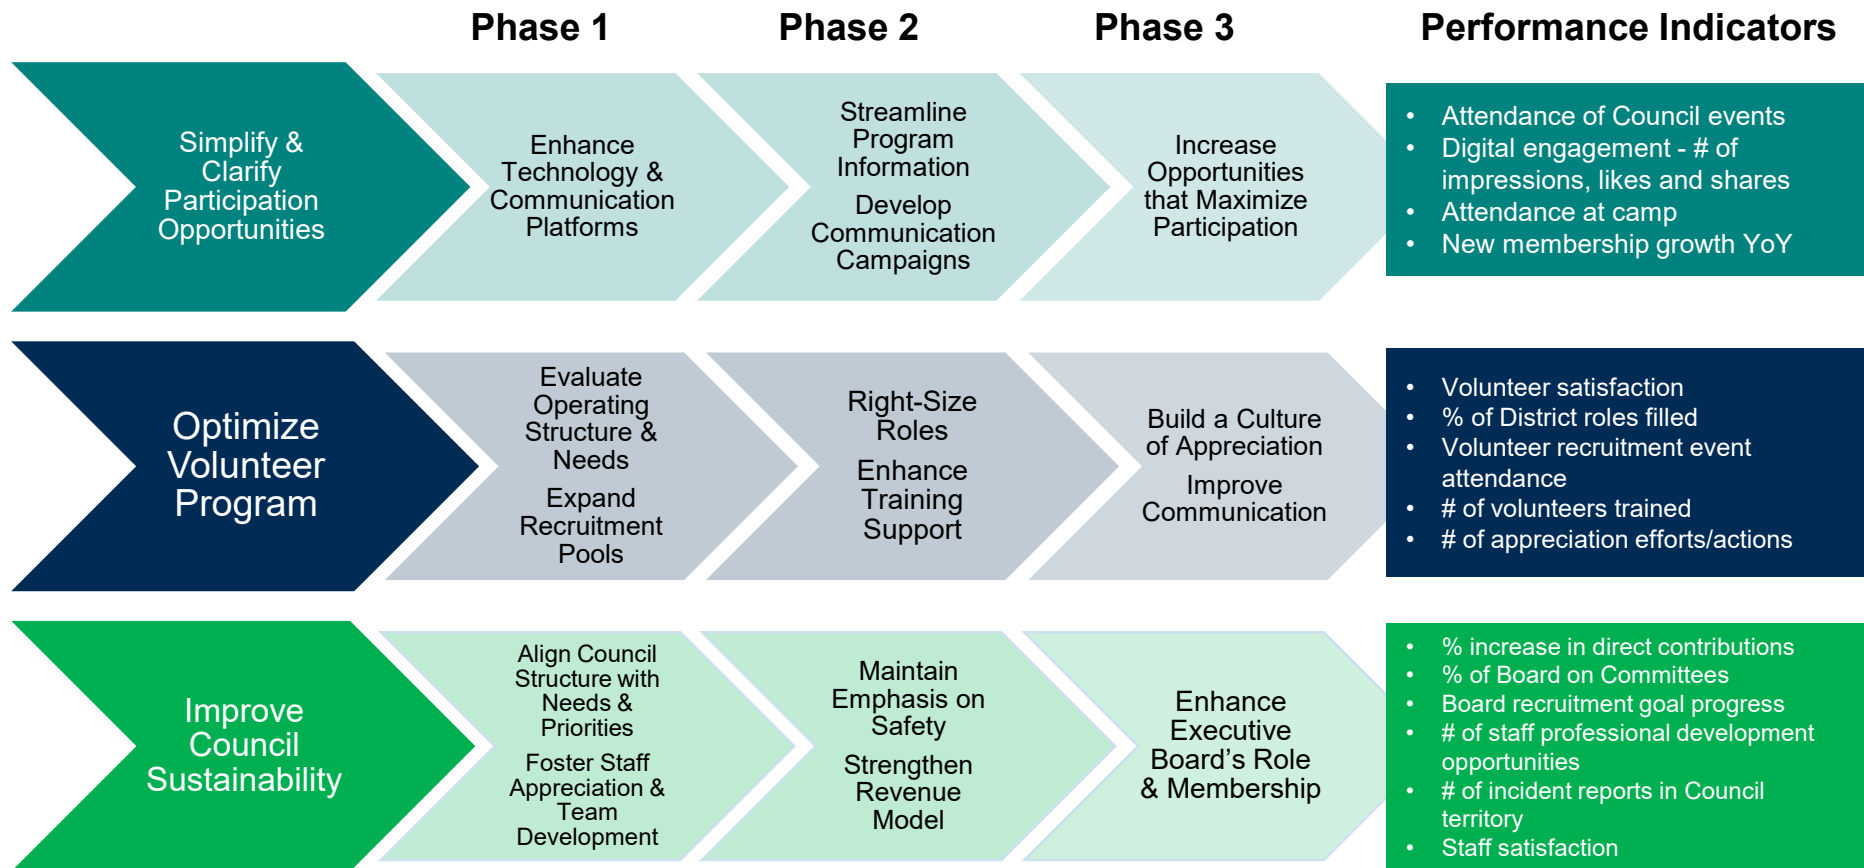 Phase 1
Phase 2
Phase 3
Performance Indicators
Simplify &
Clarify
Participation
Opportunities
Enhance
Technology &
Communication
Platforms
Streamline
Program
Information
Develop
Communication
Campaigns
Increase
Opportunities
that Maximize
Participation
• Attendance of Council events
• Digital engagement - # of
impressions, likes and shares
• Attendance at camp
• New membership growth YoY
Optimize
Volunteer
Program
Evaluate
Operating
Structure &
Needs
Expand
Recruitment
Pools
Right-Size
Roles
Enhance
Training
Support
Build a Culture
of Appreciation
Improve
Communication
• Volunteer satisfaction
• % of District roles filled
• Volunteer recruitment event
attendance
• # of volunteers trained
• # of appreciation efforts/actions
Improve
Council
Sustainability
Align Council
Structure with
Needs &
Priorities
Foster Staff
Appreciation &
Team
Development
Maintain
Emphasis on
Safety
Strengthen
Revenue
Model
Enhance
Executive
Board’s Role
& Membership
• % increase in direct contributions
• % of Board on Committees
• Board recruitment goal progress
• # of staff professional development
opportunities
• # of incident reports in Council
territory
• Staff satisfaction